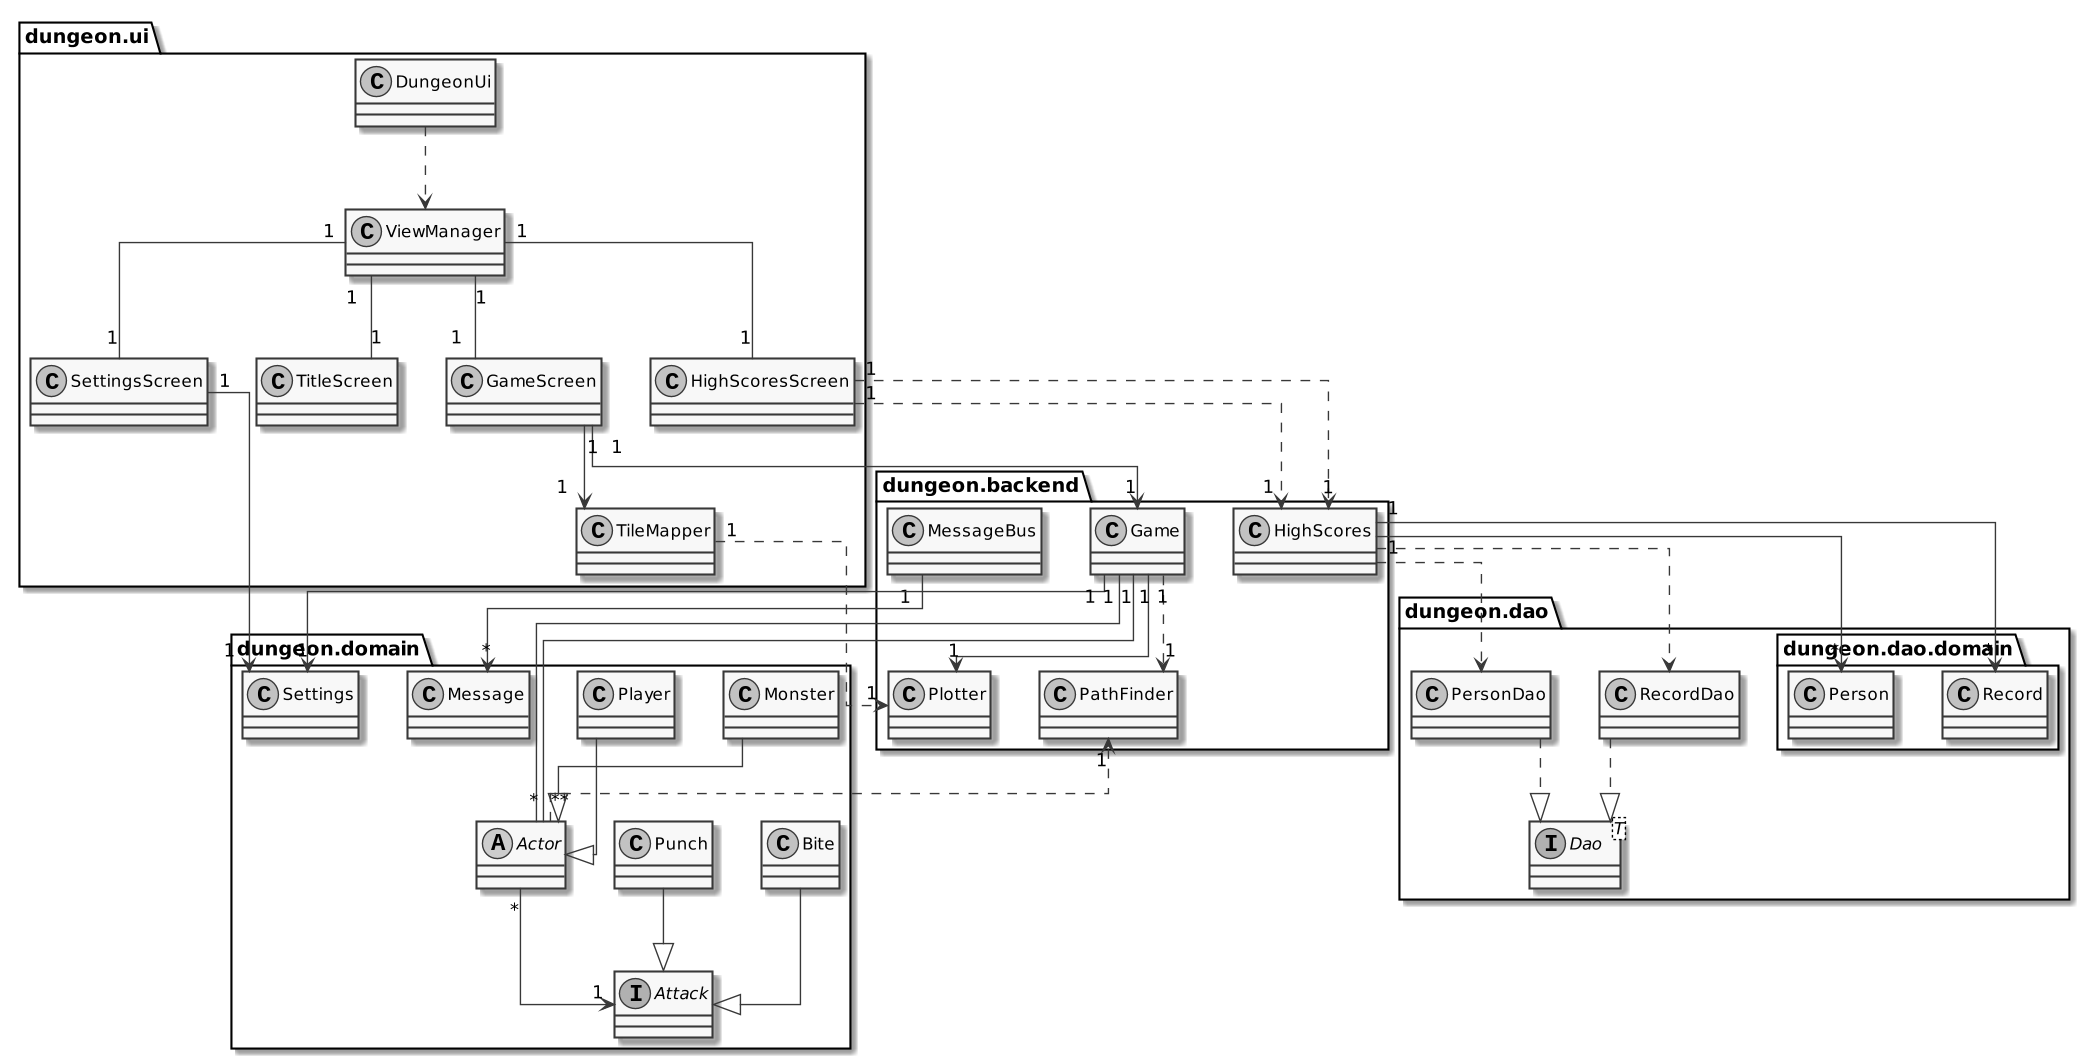 dungeon.ui
C DungeonUi
C ViewManager
1 1
1 1
1 1 1 1
C SettingsScreen
C TitleScreen
C GameScreen
C HighScoresScreen
1
1
1
1 1
1 1 1 1
dungeon.backend
C TileMapper
1
C MessageBus
C Game
C HighScores
1
1
1 1 1 1 1 1
dungeon.dao
dungeon.domain
1 1 * 1 1
dungeon.dao.domain
C Settings
C Message
C Player
C Monster
1
C Plotter
C PathFinder
C PersonDao
C RecordDao
C Person
C Record
1
* * *
A Actor
C Punch
C Bite
I Dao
T
*
1
I Attack